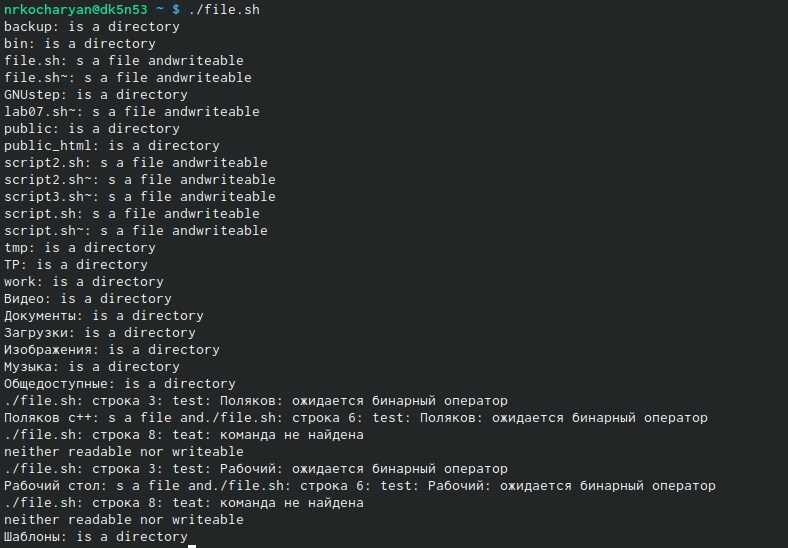 nrkocharyan@dk5n53 ~ $ ./file.sh
backup: is a directory
bin: is a directory
file.sh: s a file andwriteable
file.sh~: s a file andwriteable
GNUstep: is a directory
lab07.sh~: s a file andwriteable
public: is a directory
public_html: is a directory
script2.sh: s a file andwriteable
script2.sh~: s a file andwriteable
script3.sh~: s a file andwriteable
script.sh: s a file andwriteable
script.sh~: s a file andwriteable
tmp: is a directory
TP: is a directory
work: is a directory
Видео: is a directory
Документы: is a directory
Загрузки: is a directory
Изображения: is a directory
Музыка: is a directory
Общедоступные: is a directory
./file.sh: строка 3: test: Поляков: ожидается бинарный оператор
Поляков с++: s a file and./file.sh: строка 6: test: Поляков: ожидается бинарный оператор
./file.sh: строка 8: teat: команда не найдена
neither readable nor writeable
./file.sh: строка 3: test: Рабочий: ожидается бинарный оператор
Рабочий стол: s a file and./file.sh: строка 6: test: Рабочий: ожидается бинарный оператор
./file.sh: строка 8: teat: команда не найдена
neither readable nor writeable
Шаблоны: is a directory